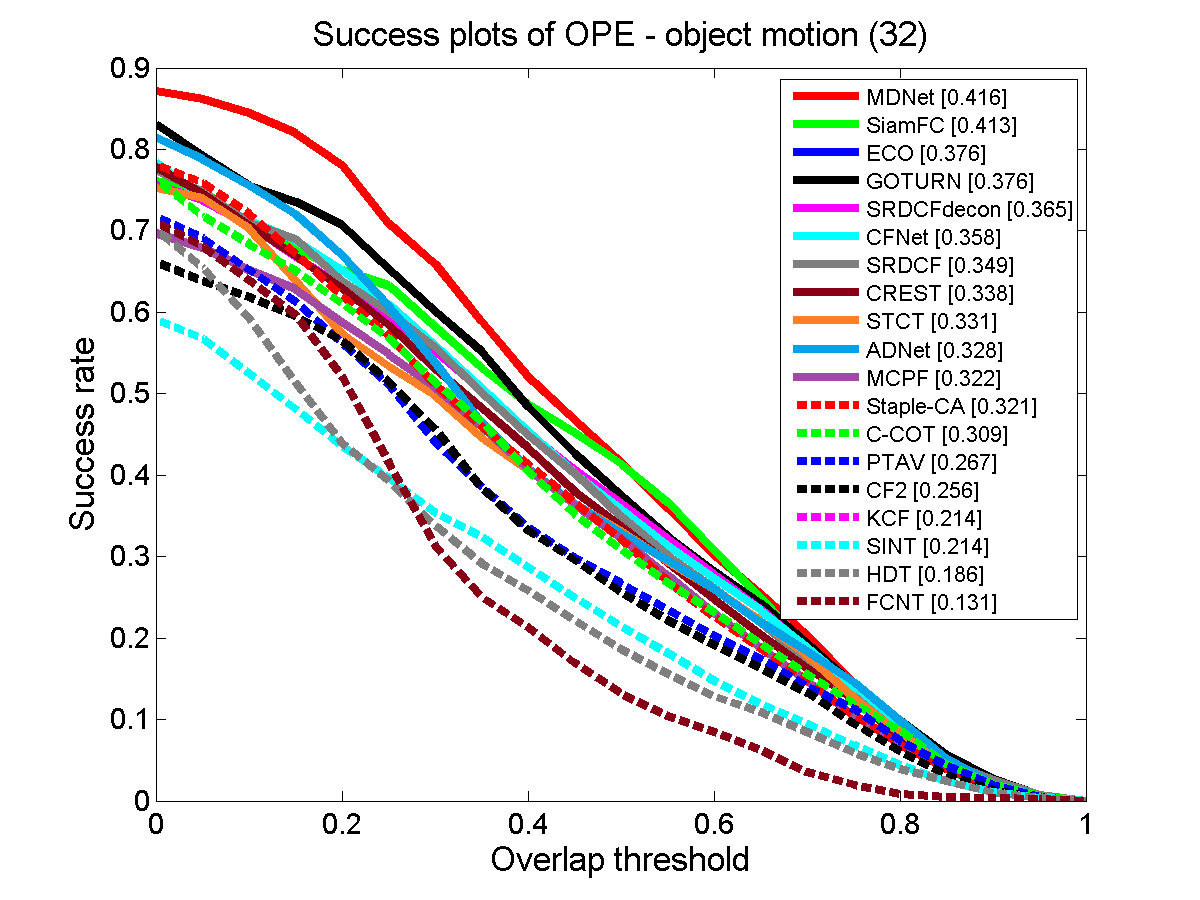 Success plots of OPE - object motion (32)
0.9
0.8
0.7
0.6
0.5
0.4
0.3
0.2
0.1
0
Success rate
MDNet [0.416]
SiamFC [0.413]
ECO [0.376]
GOTURN [0.376]
SRDCFdecon [0.365]
CFNet [0.358]
SRDCF [0.349]
CREST [0.338]
STCT [0.331]
ADNet [0.328]
MCPF [0.322]
Staple-CA [0.321]
C-COT [0.309]
PTAV [0.267]
CF2 [0.256]
KCF [0.214]
SINT [0.214]
HDT [0.186]
FCNT [0.131]
0 0.2 0.4 0.6 0.8 1
Overlap threshold